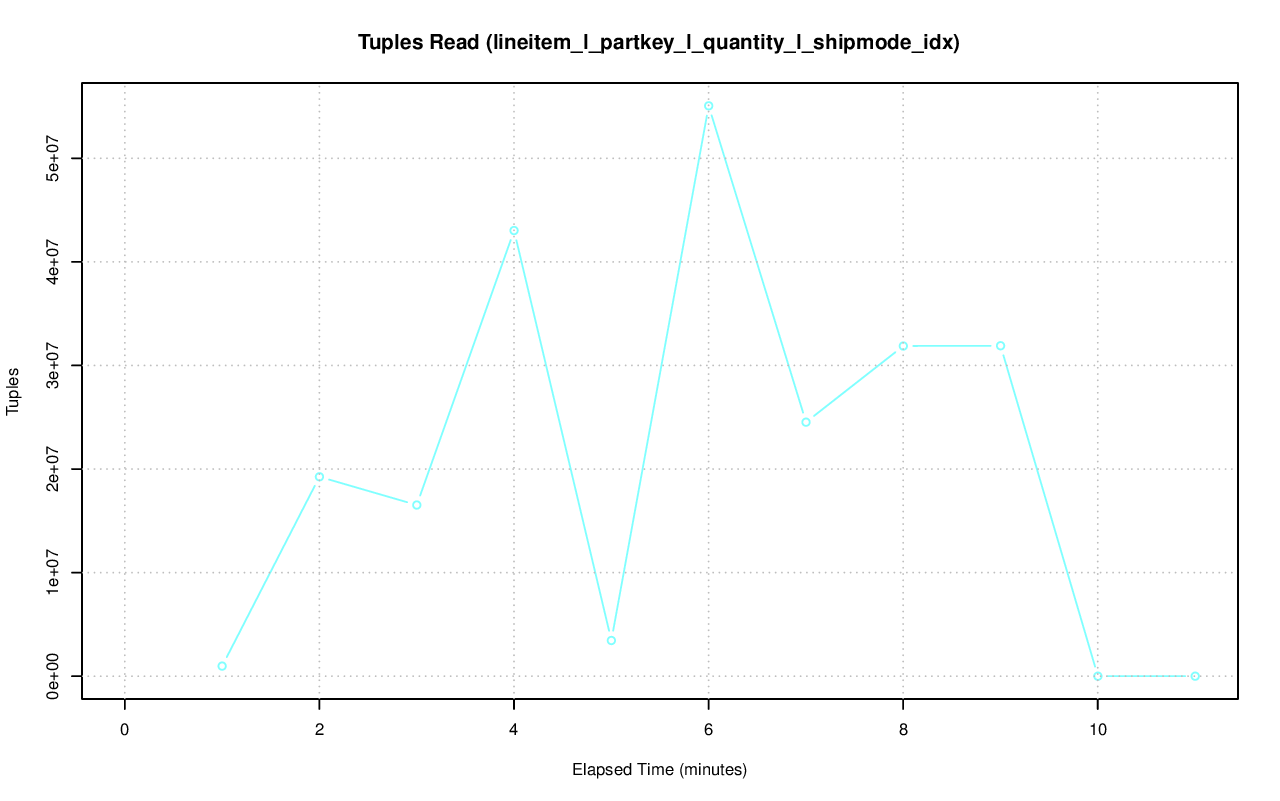 Tuples Read (lineitem_l_partkey_l_quantity_l_shipmode_idx)
Tuples
5e+07
4e+07
3e+07
2e+07
1e+07
0e+00
0 2 4 6 8 10
Elapsed Time (minutes)